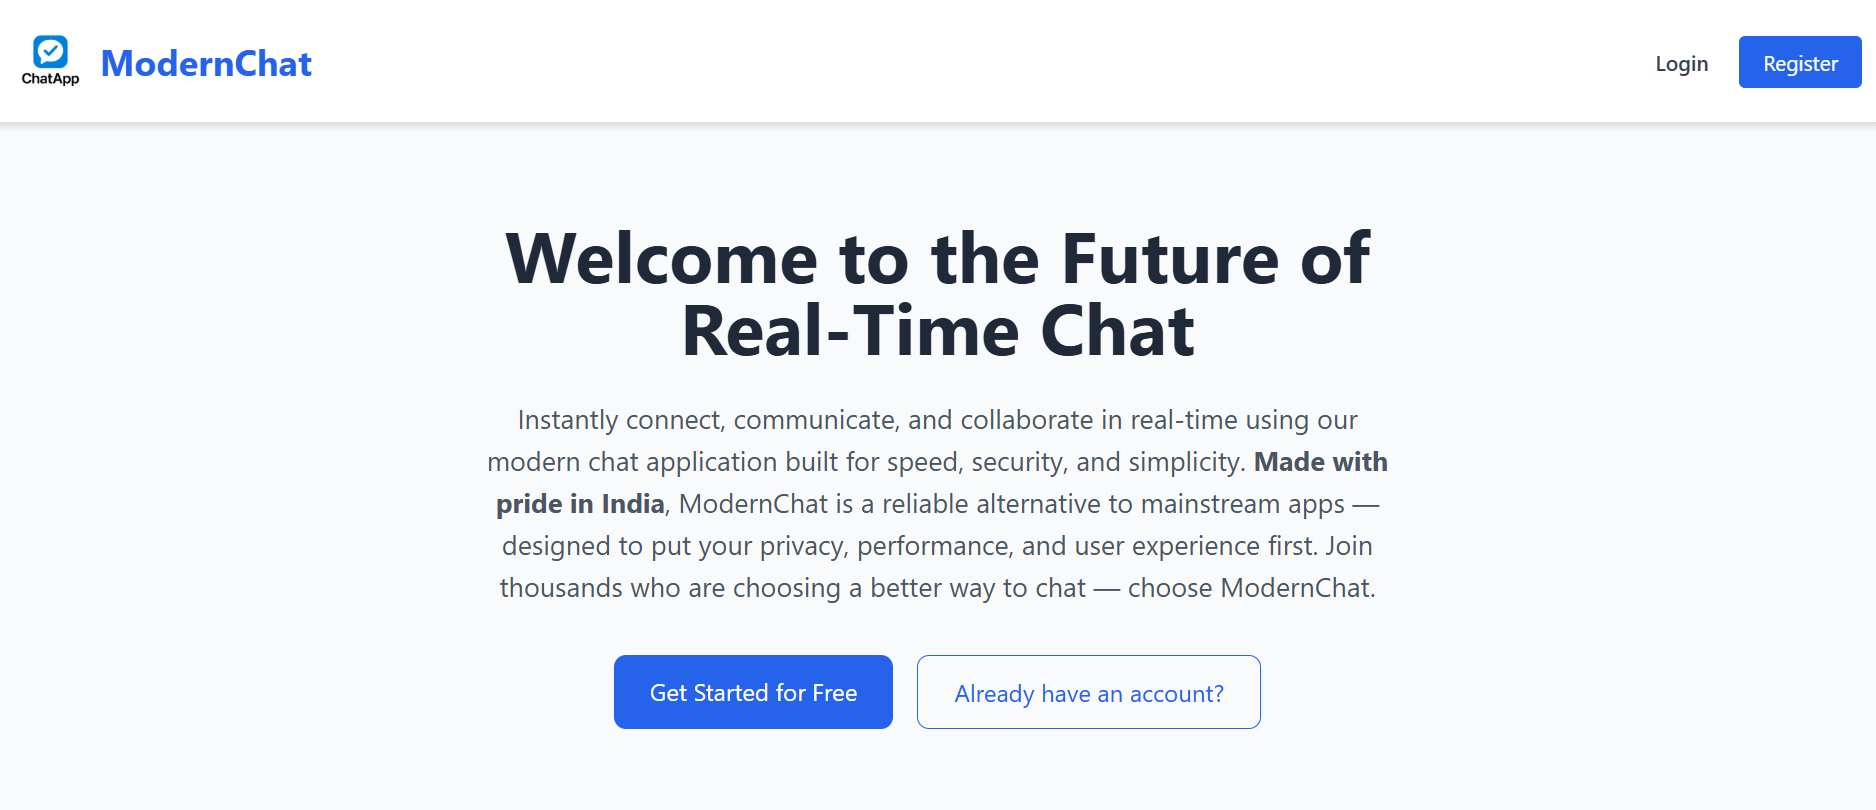 ChatApp
ModernChat
Login
Register
Welcome to the Future of
Real-Time Chat
Instantly connect, communicate, and collaborate in real-time using our
modern chat application built for speed, security, and simplicity. Made with
pride in India, ModernChat is a reliable alternative to mainstream apps —
designed to put your privacy, performance, and user experience first. Join
thousands who are choosing a better way to chat — choose ModernChat.
Get Started for Free
Already have an account?